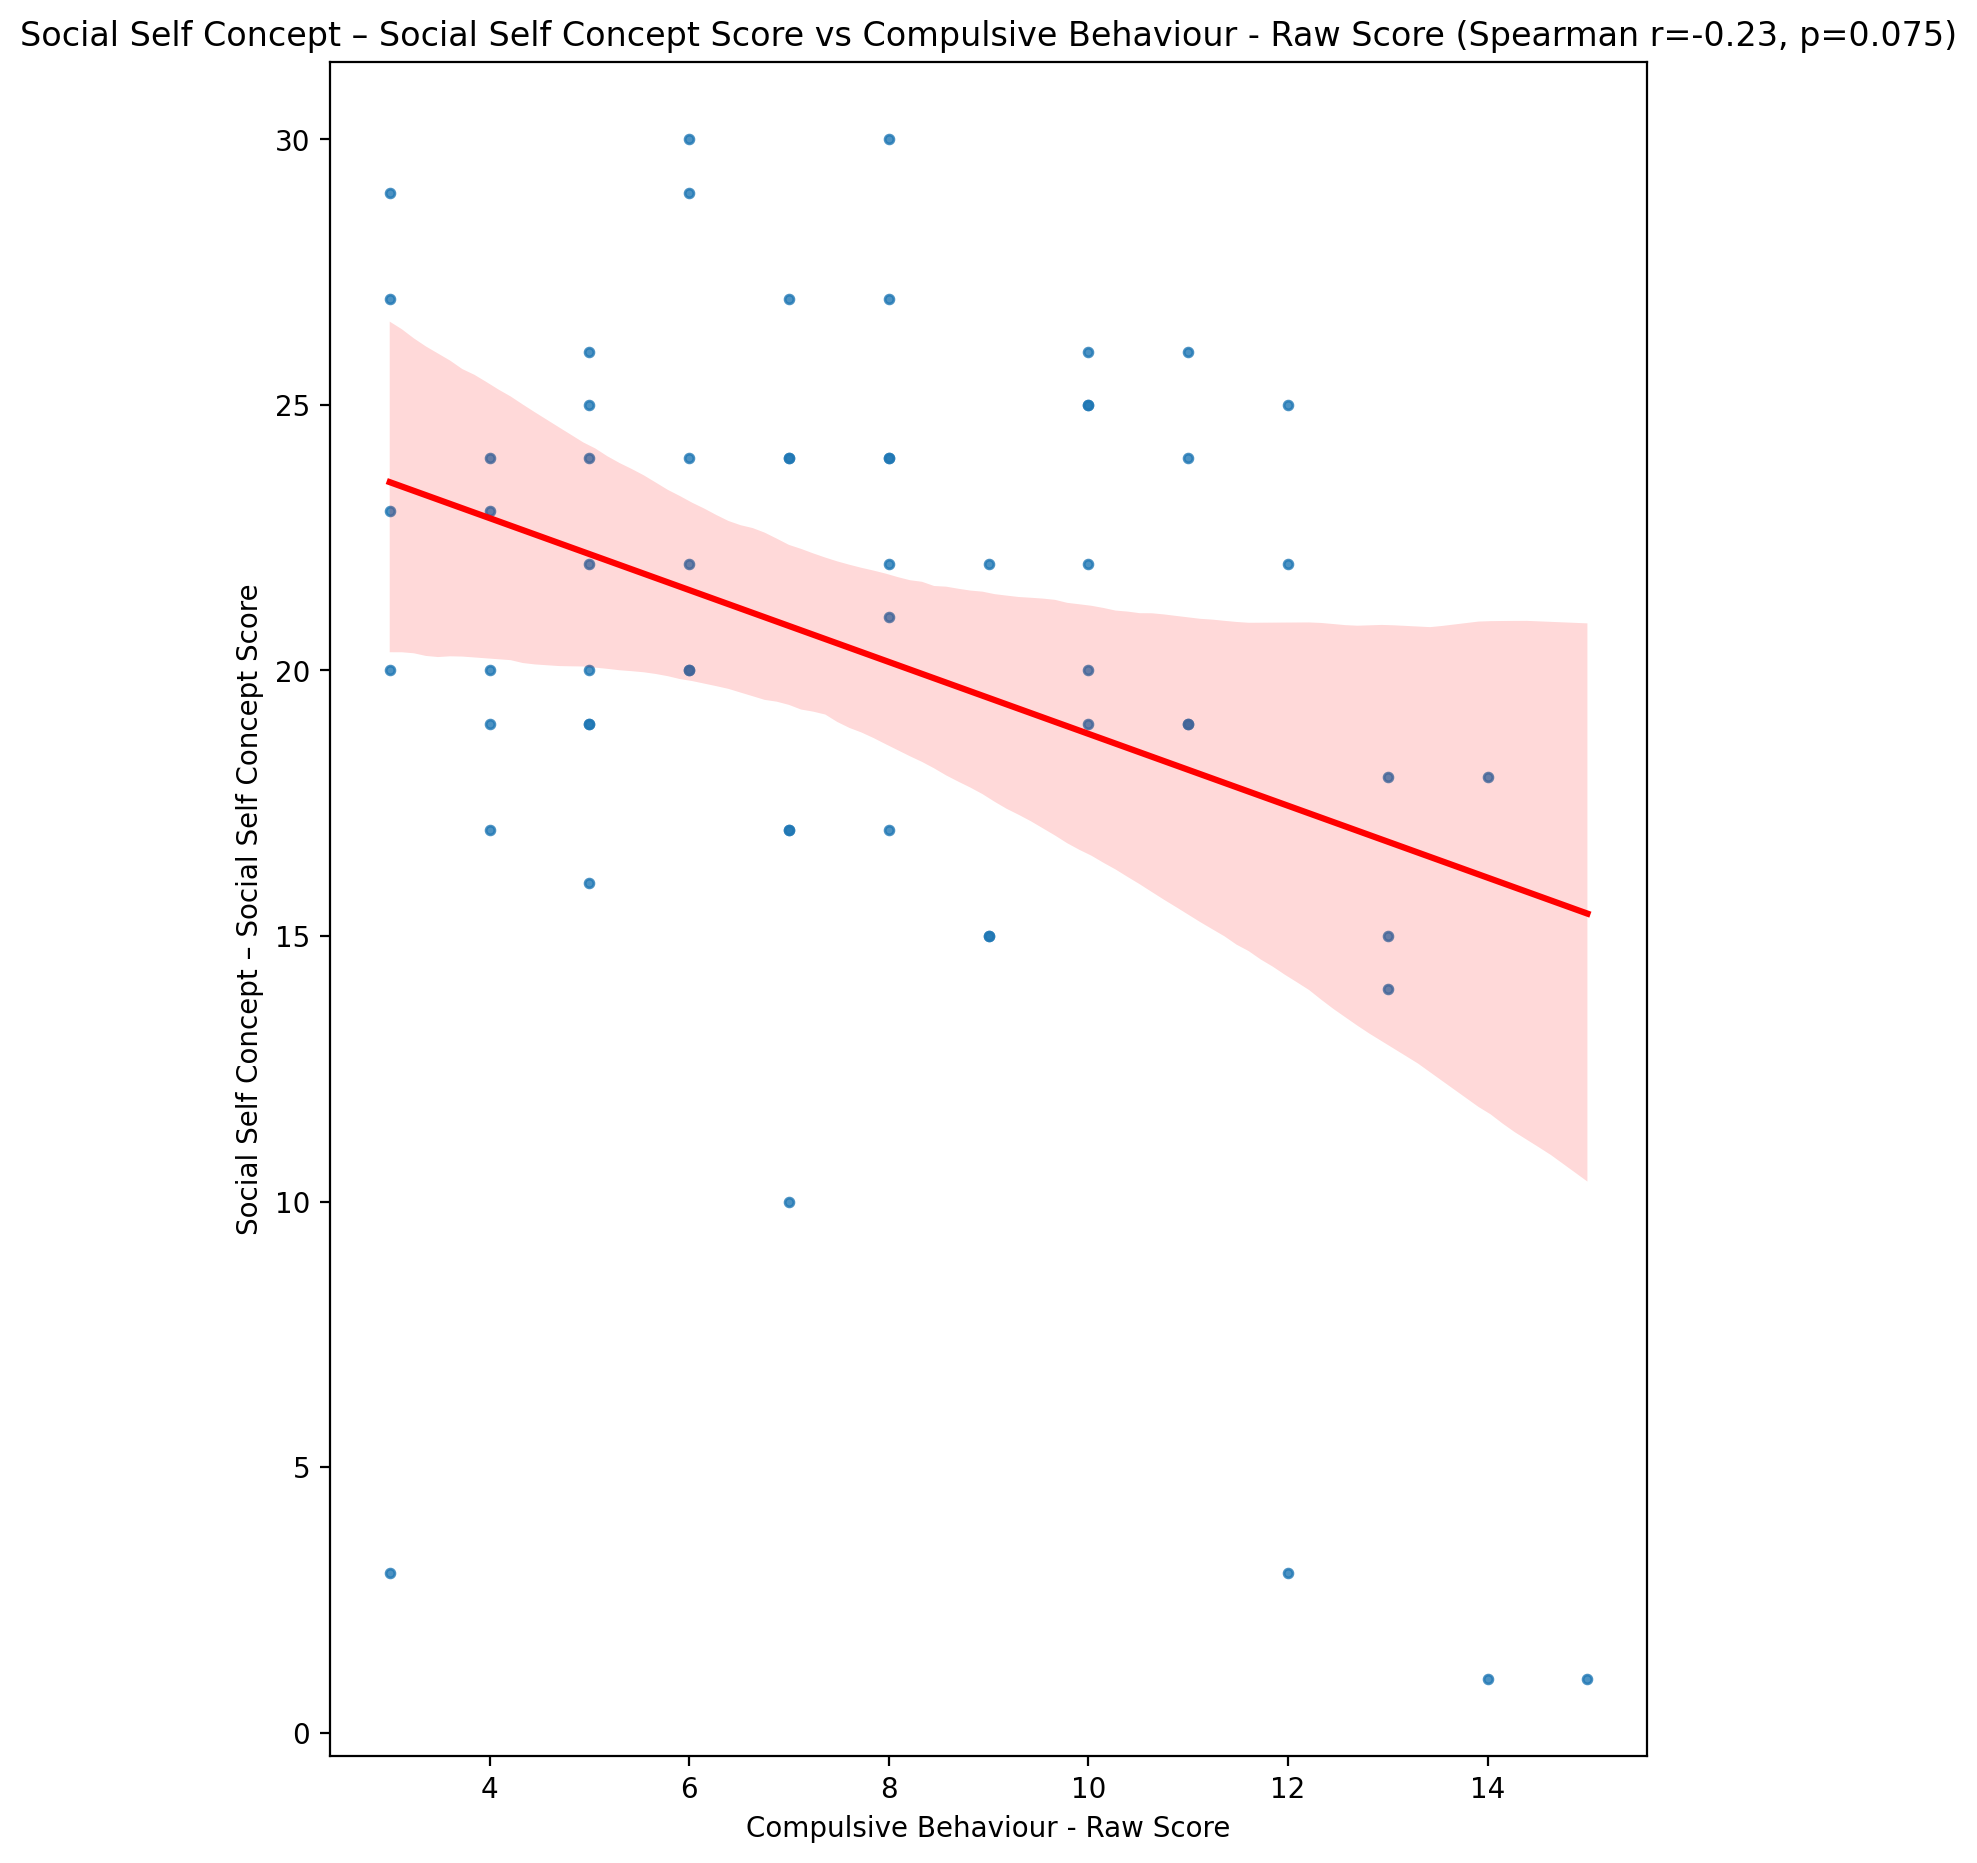 Social Self Concept – Social Self Concept Score vs Compulsive Behaviour - Raw Score (Spearman r=-0.23, p=0.075)
Social Self Concept – Social Self Concept Score
30
25
20
15
10
5
0
4 6 8 10 12 14
Compulsive Behaviour - Raw Score